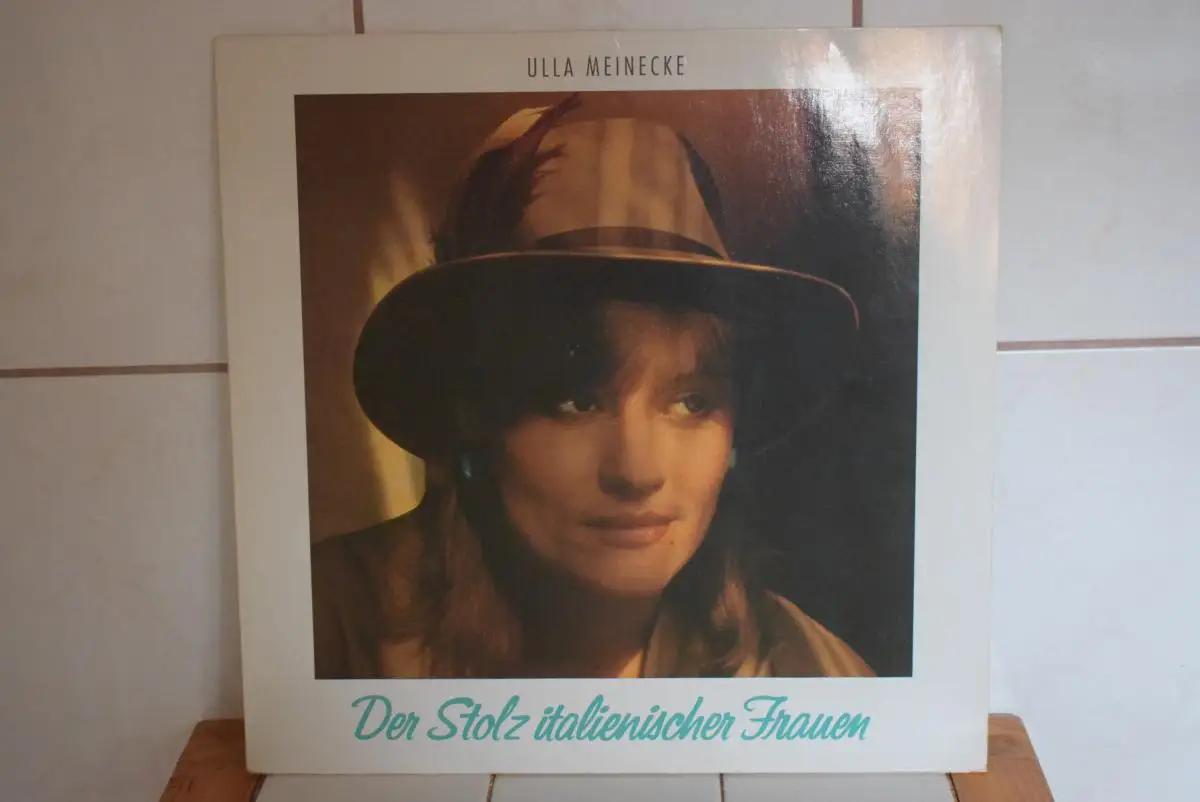 ULLA MEINECKE
Der Stolz italienischer Frauen